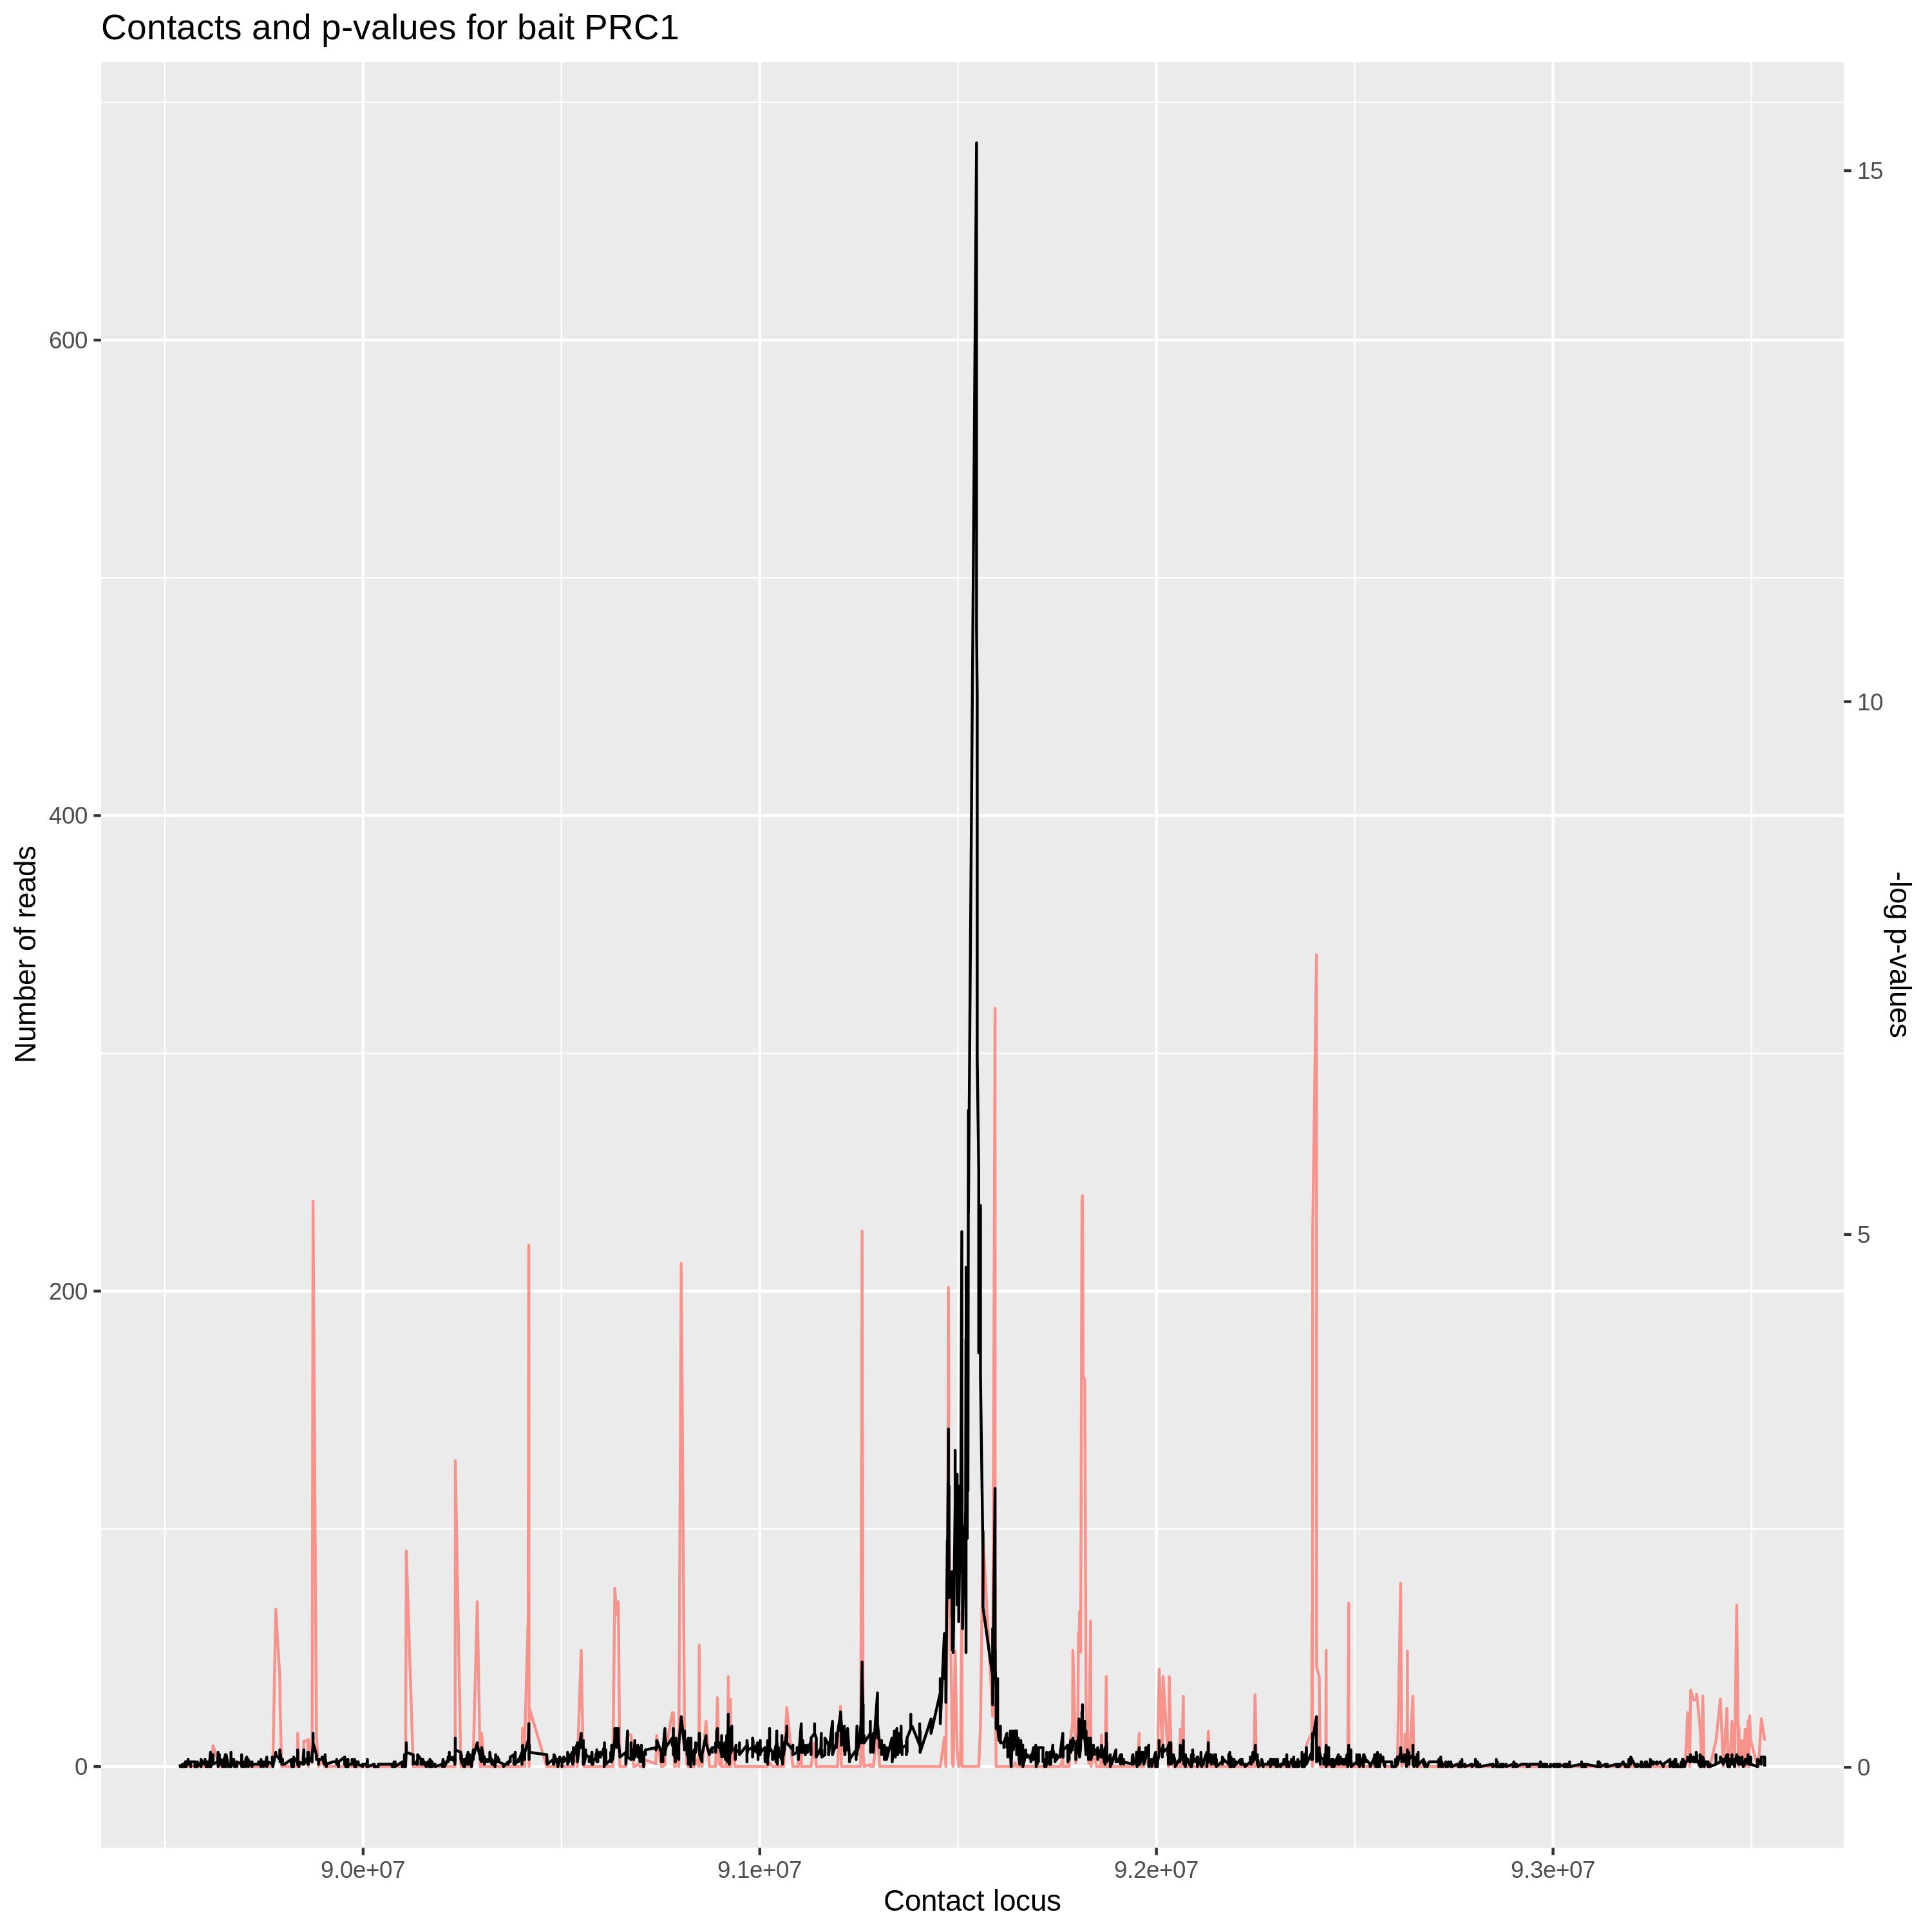 Contacts and p-values for bait PRC1
600
400
200
0
Number of reads
15
10
5
0
-log p-values
9.0e+07
9.1e+07
9.2e+07
9.3e+07
Contact locus